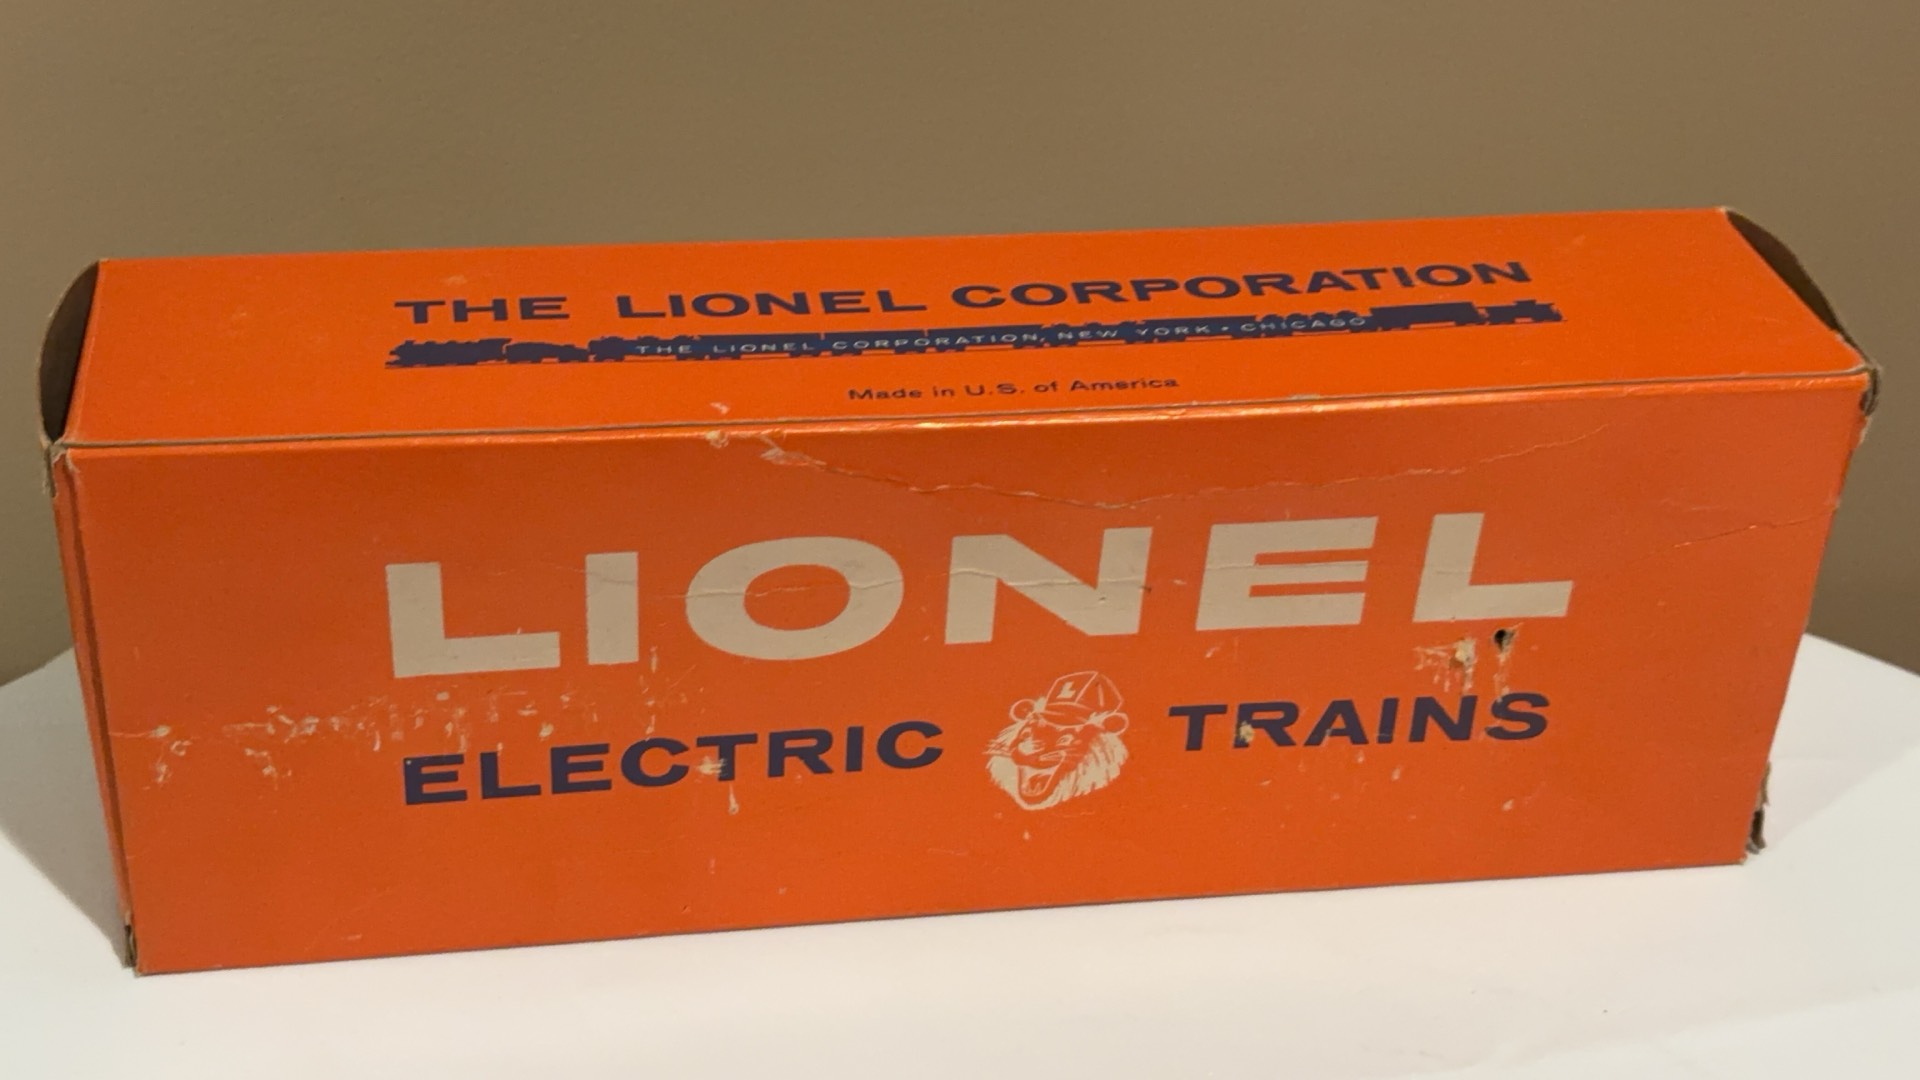 THE LIONEL CORPORATION
THE LIONEL CORPORATION, NEW YORK • CHICAGO
Made in U.S. of America
LIONEL
L
ELECTRIC TRAINS